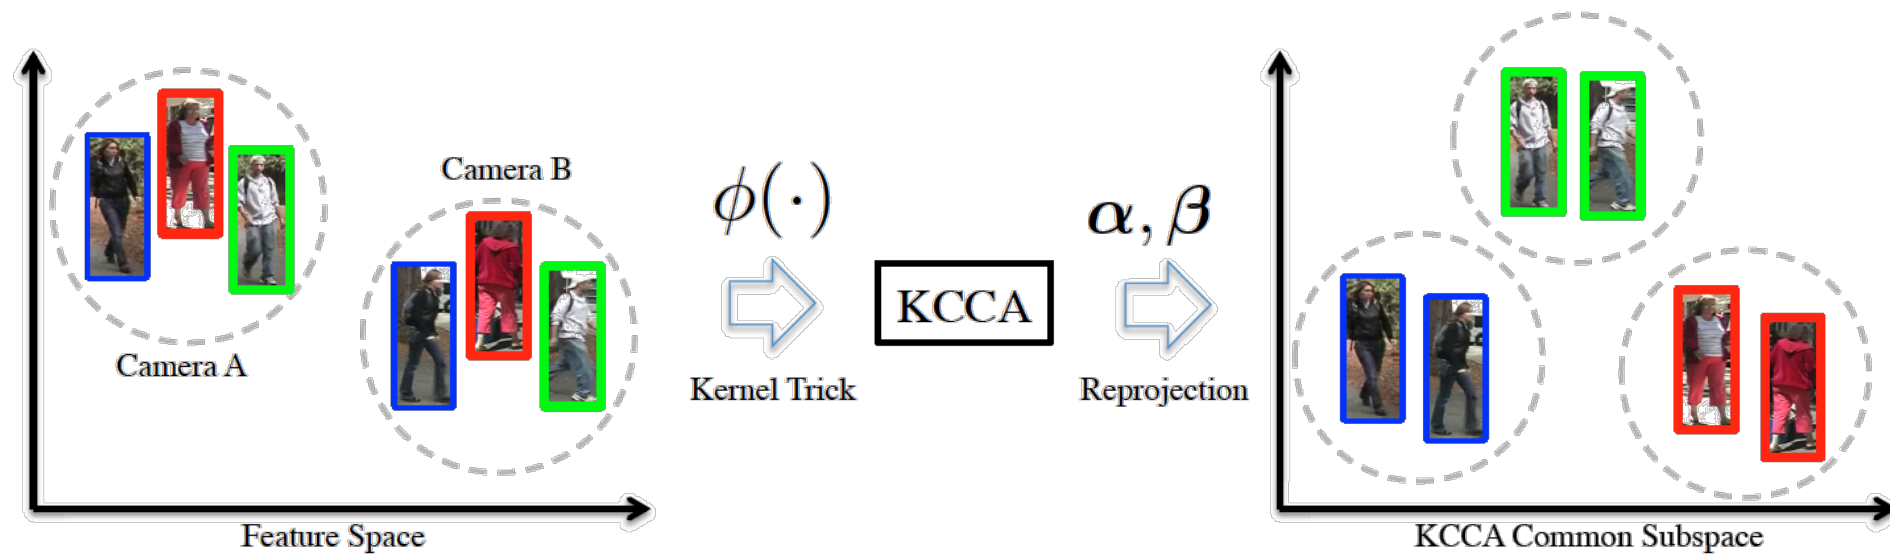 Camera A
Camera B
Feature Space
ϕ(·)
Kernel Trick
KCCA
α, β
Reprojection
KCCA Common Subspace